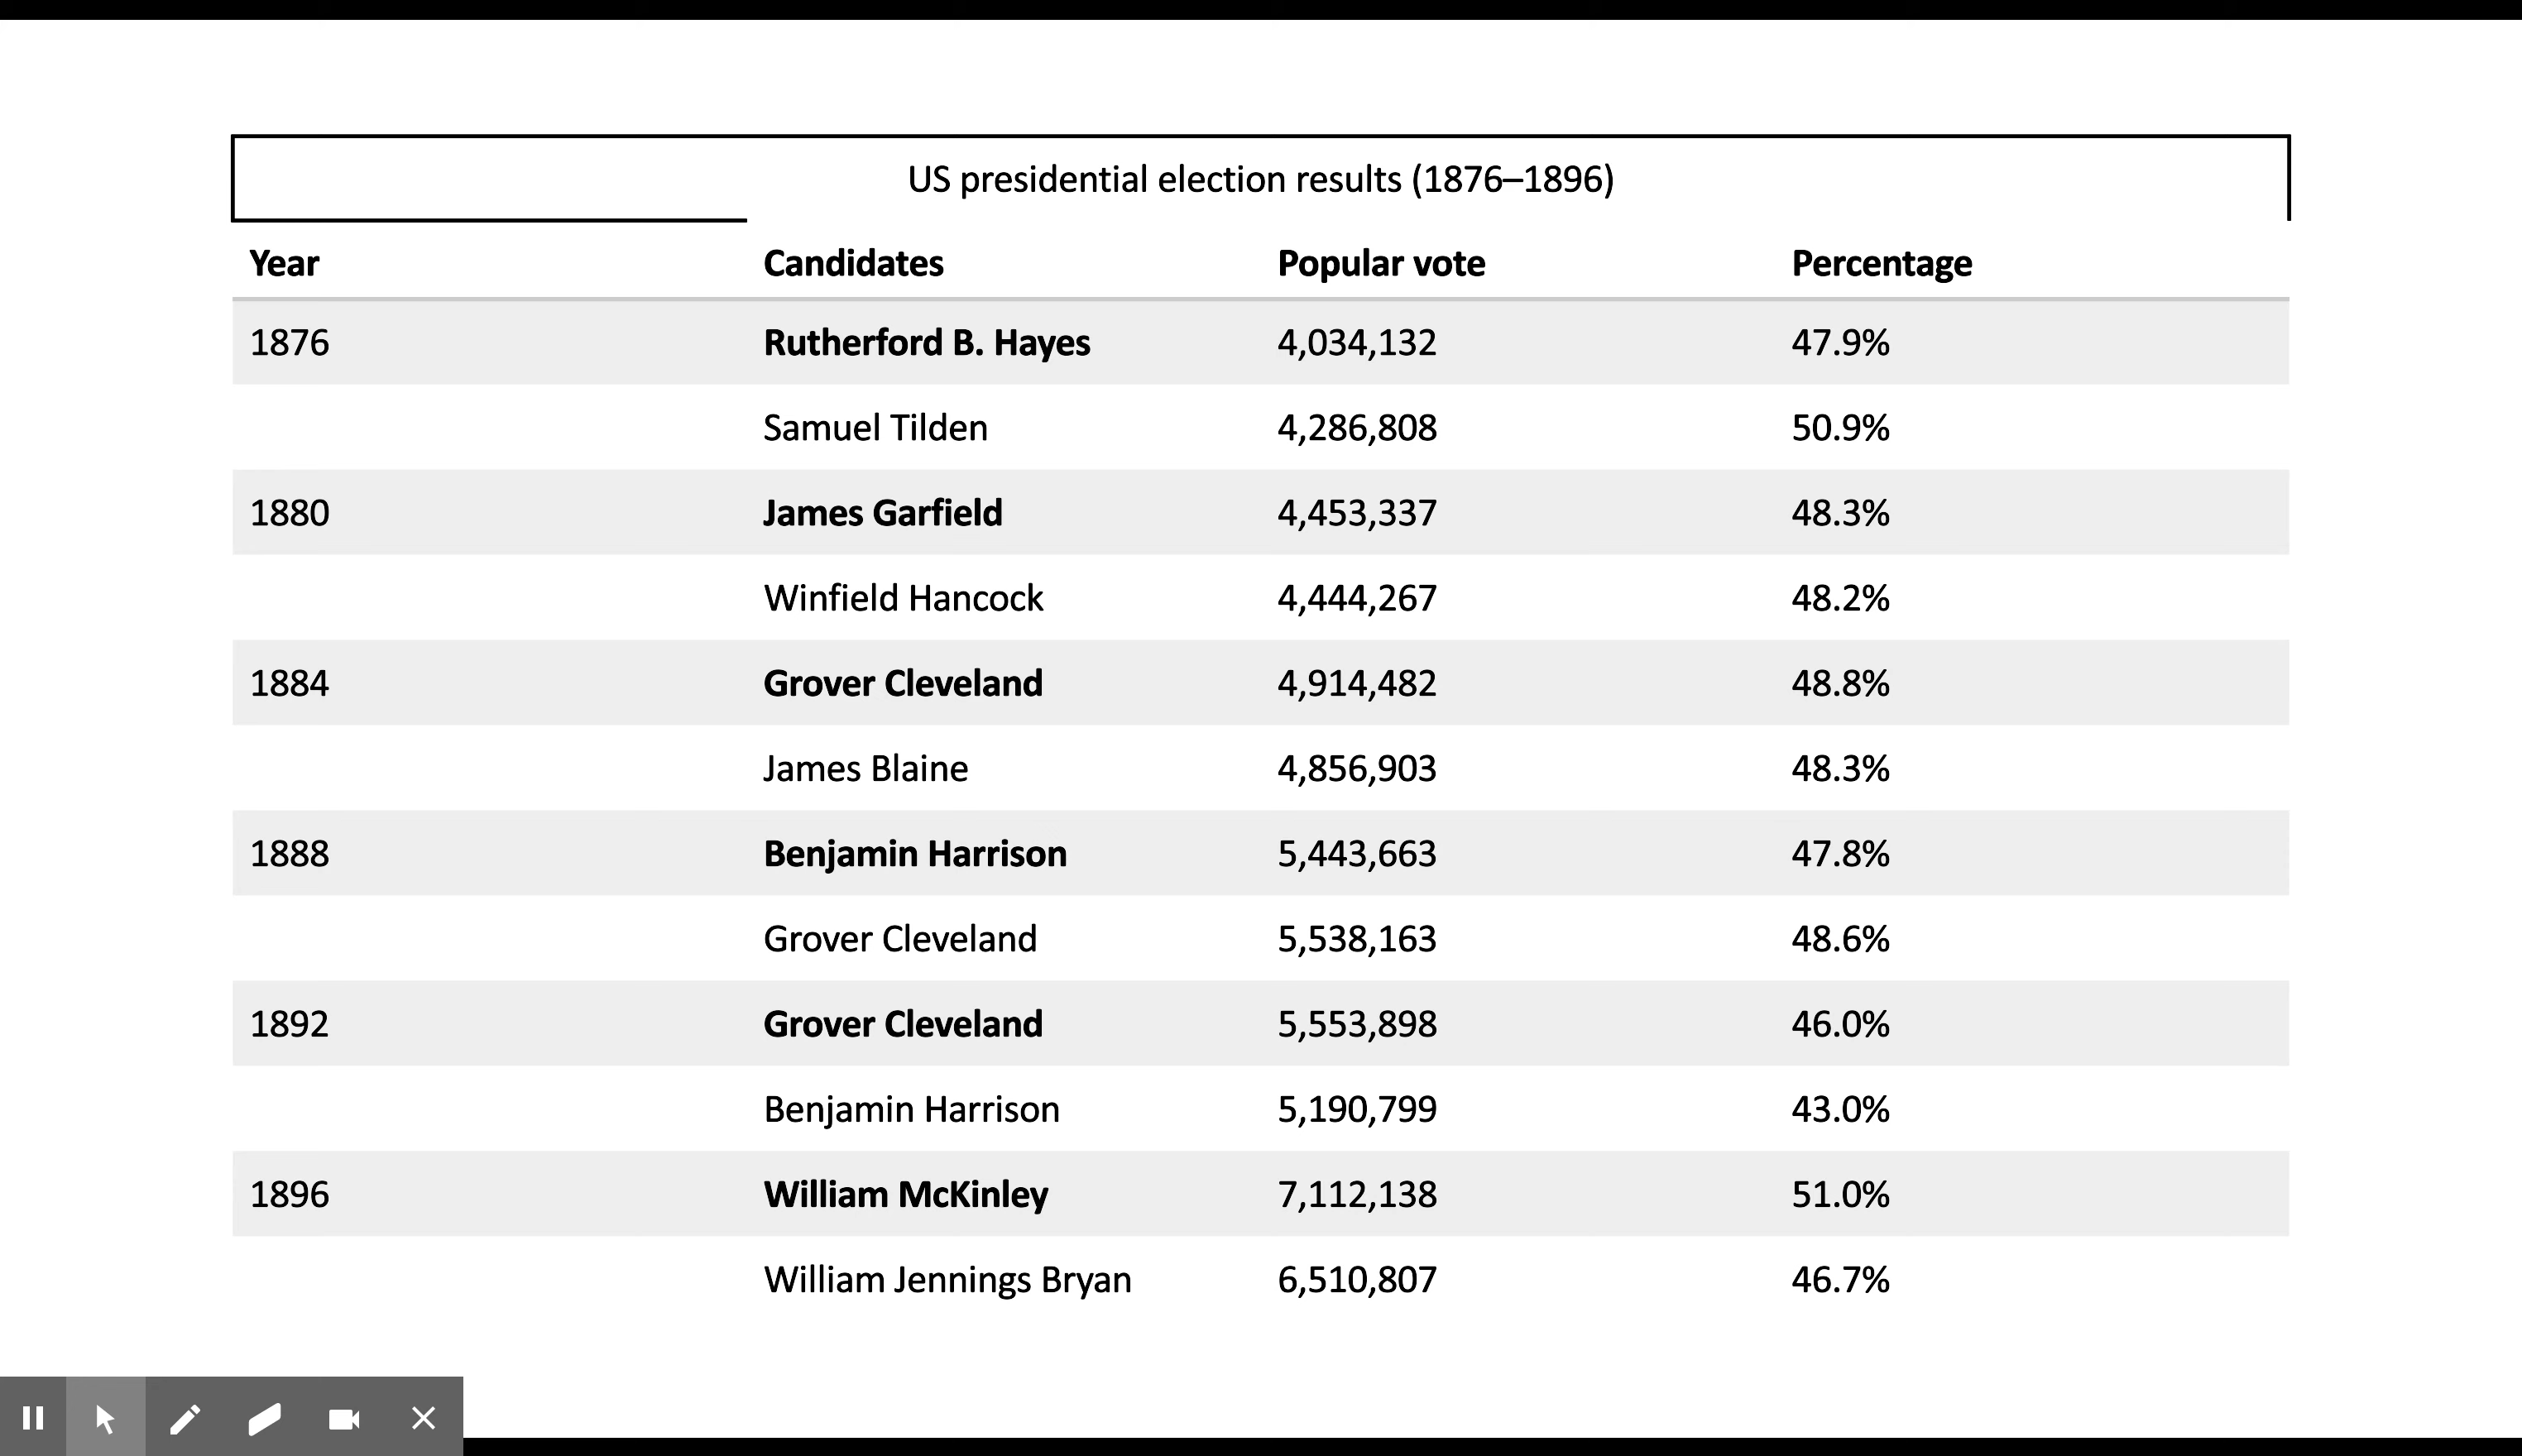 US presidential election results (1876–1896)
Year Candidates Popular vote Percentage
1876 Rutherford B. Hayes 4,034,132 47.9%
Samuel Tilden 4,286,808 50.9%
1880 James Garfield 4,453,337 48.3%
Winfield Hancock 4,444,267 48.2%
1884 Grover Cleveland 4,914,482 48.8%
James Blaine 4,856,903 48.3%
1888 Benjamin Harrison 5,443,663 47.8%
Grover Cleveland 5,538,163 48.6%
1892 Grover Cleveland 5,553,898 46.0%
Benjamin Harrison 5,190,799 43.0%
1896 William McKinley 7,112,138 51.0%
William Jennings Bryan 6,510,807 46.7%